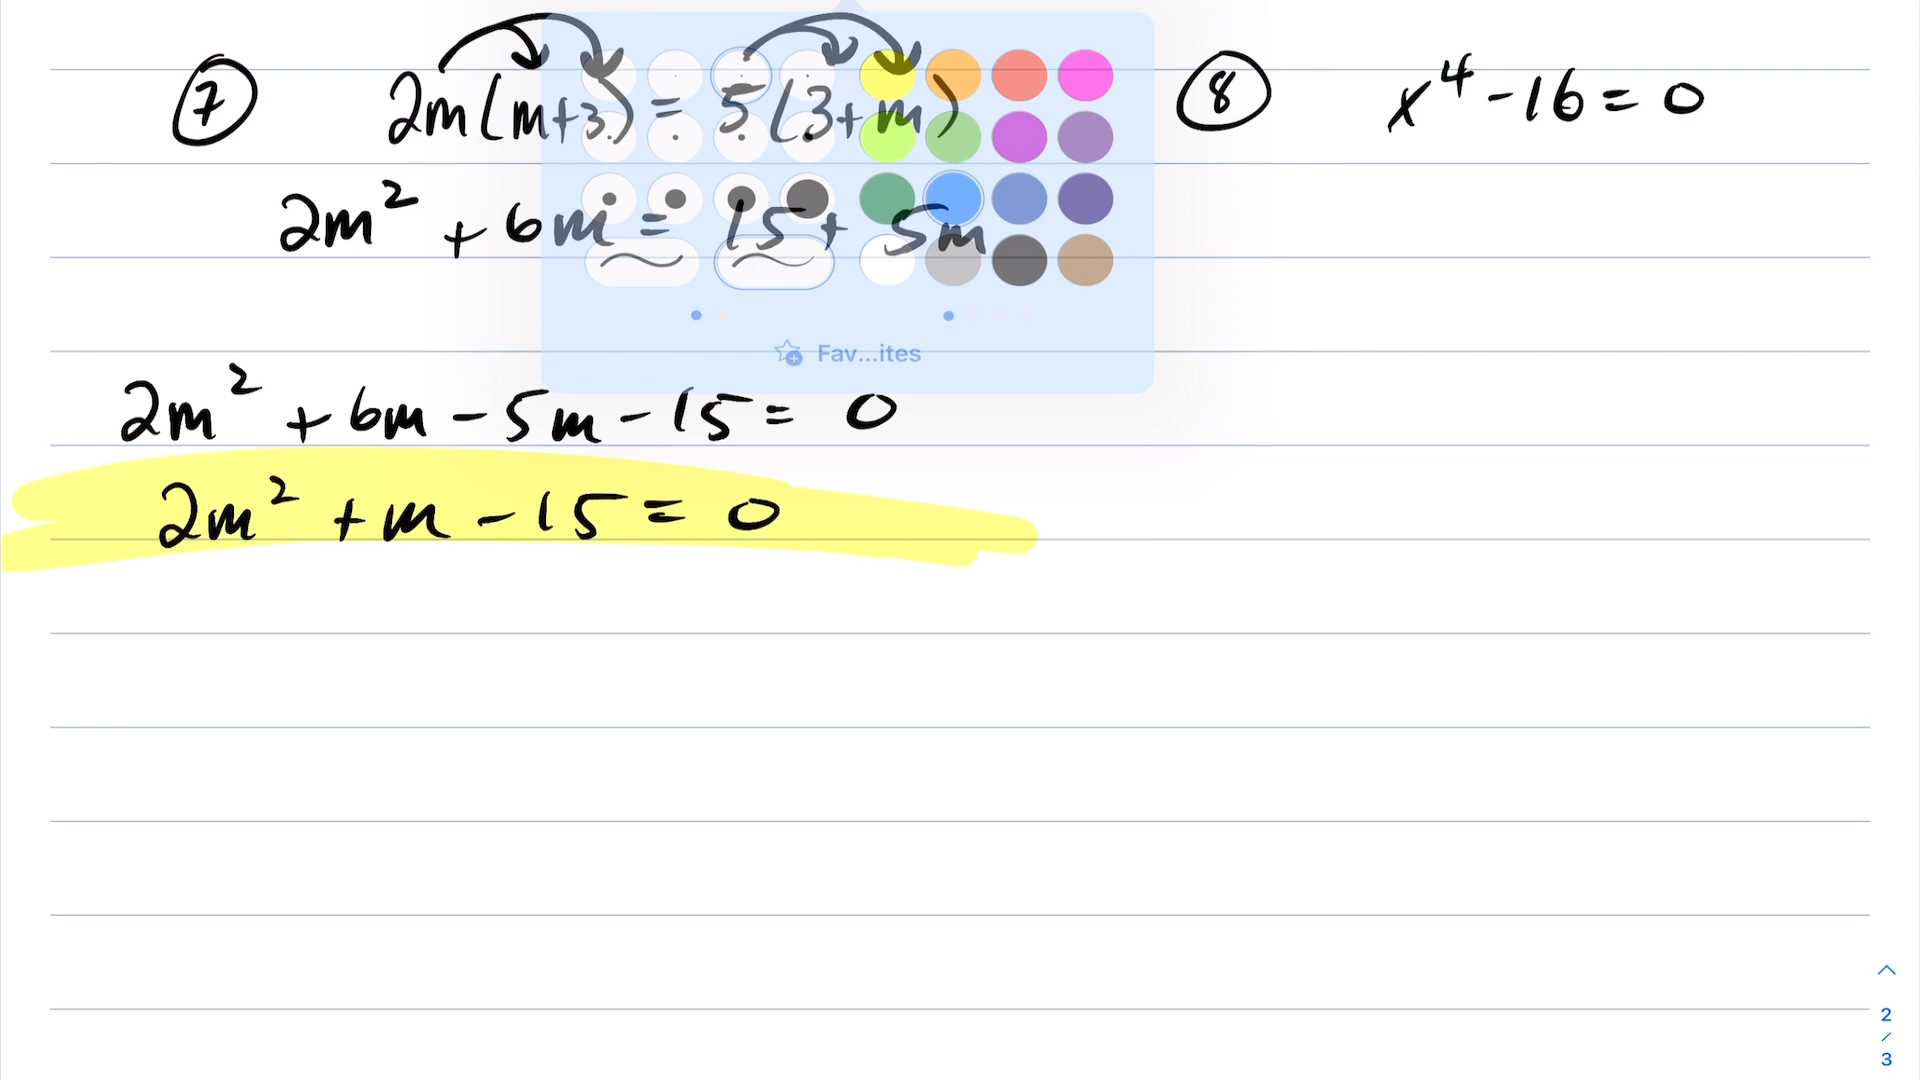 7 2m(m+3) = 5(3+m)
2m² + 6m = 15 + 5m
2m² + 6m - 5m - 15 = 0
2m² + m - 15 = 0
8 x⁴ - 16 = 0
Fav...ites
2
/
3